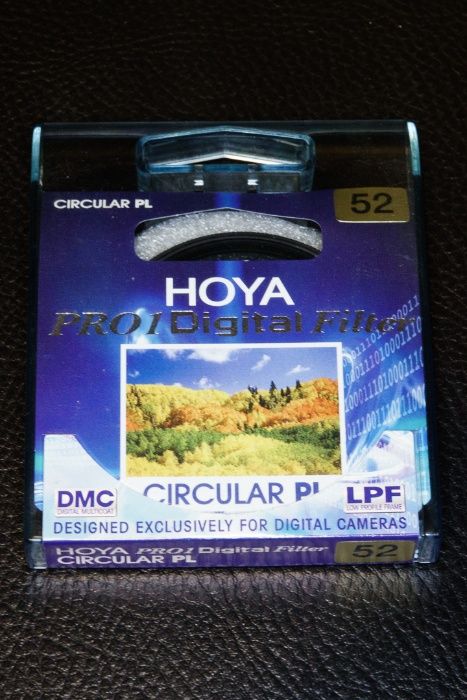 CIRCULAR PL
52
HOYA
PRO1 Digital Filter
CIRCULAR PL
DMC
DIGITAL MULTICOAT
LPF
LOW PROFILE FRAME
DESIGNED EXCLUSIVELY FOR DIGITAL CAMERAS
HOYA PRO1 Digital Filter
52
CIRCULAR PL